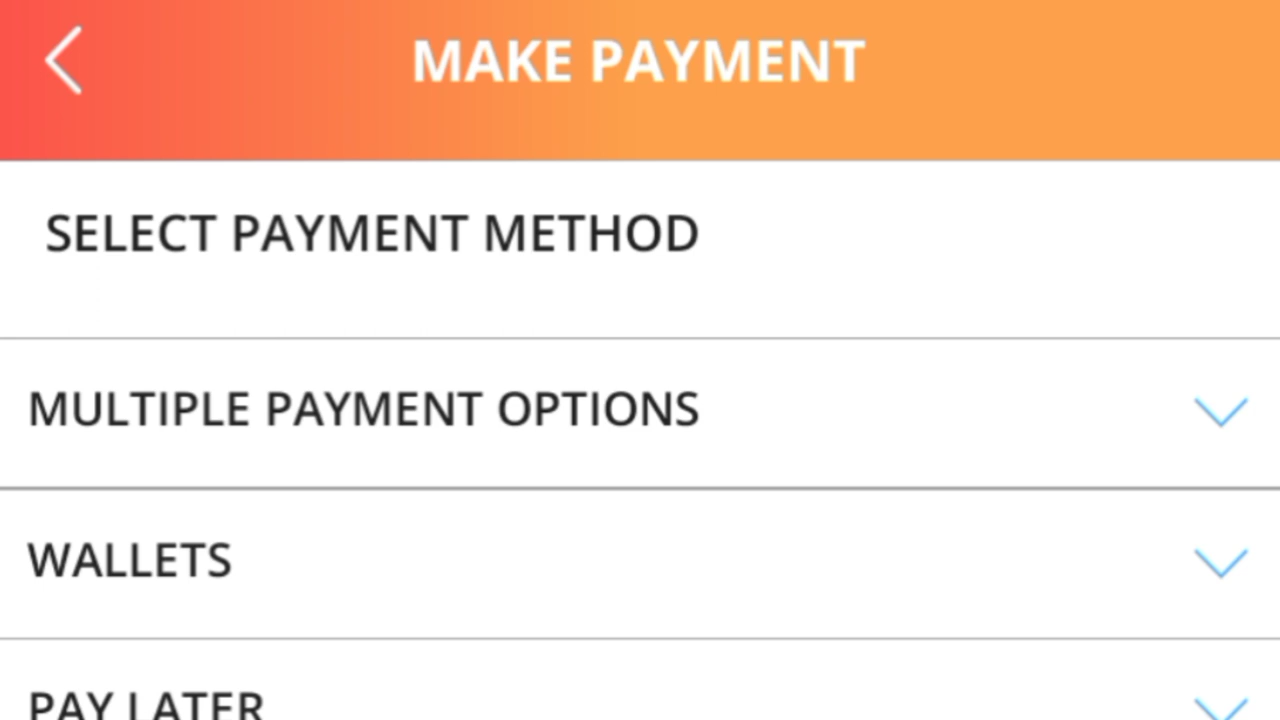 MAKE PAYMENT
SELECT PAYMENT METHOD
MULTIPLE PAYMENT OPTIONS
WALLETS
PAY LATER